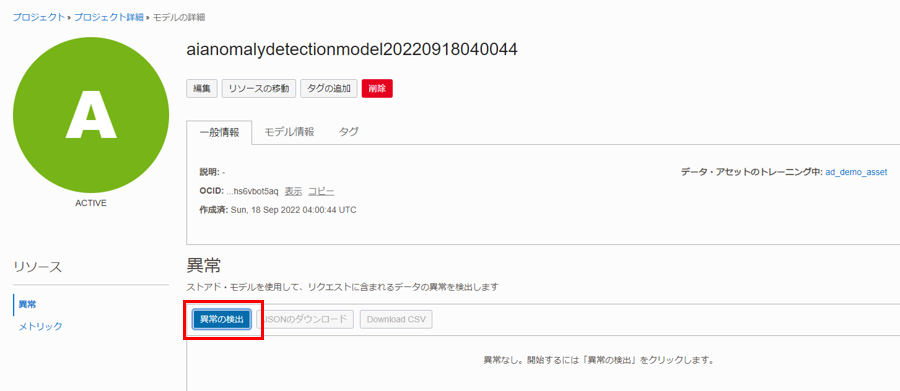 プロジェクト » プロジェクト詳細 » モデルの詳細
A
ACTIVE
aianomalydetectionmodel20220918040044
編集 リソースの移動 タグの追加 削除
一般情報 モデル情報 タグ
説明: -
データ・アセットのトレーニング中: ad_demo_asset
OCID: ...hs6vbot5aq 表示 コピー
作成済: Sun, 18 Sep 2022 04:00:44 UTC
リソース
異常
メトリック
異常
ストアド・モデルを使用して、リクエストに含まれるデータの異常を検出します
異常の検出 JSONのダウンロード Download CSV
異常なし。開始するには「異常の検出」をクリックします。